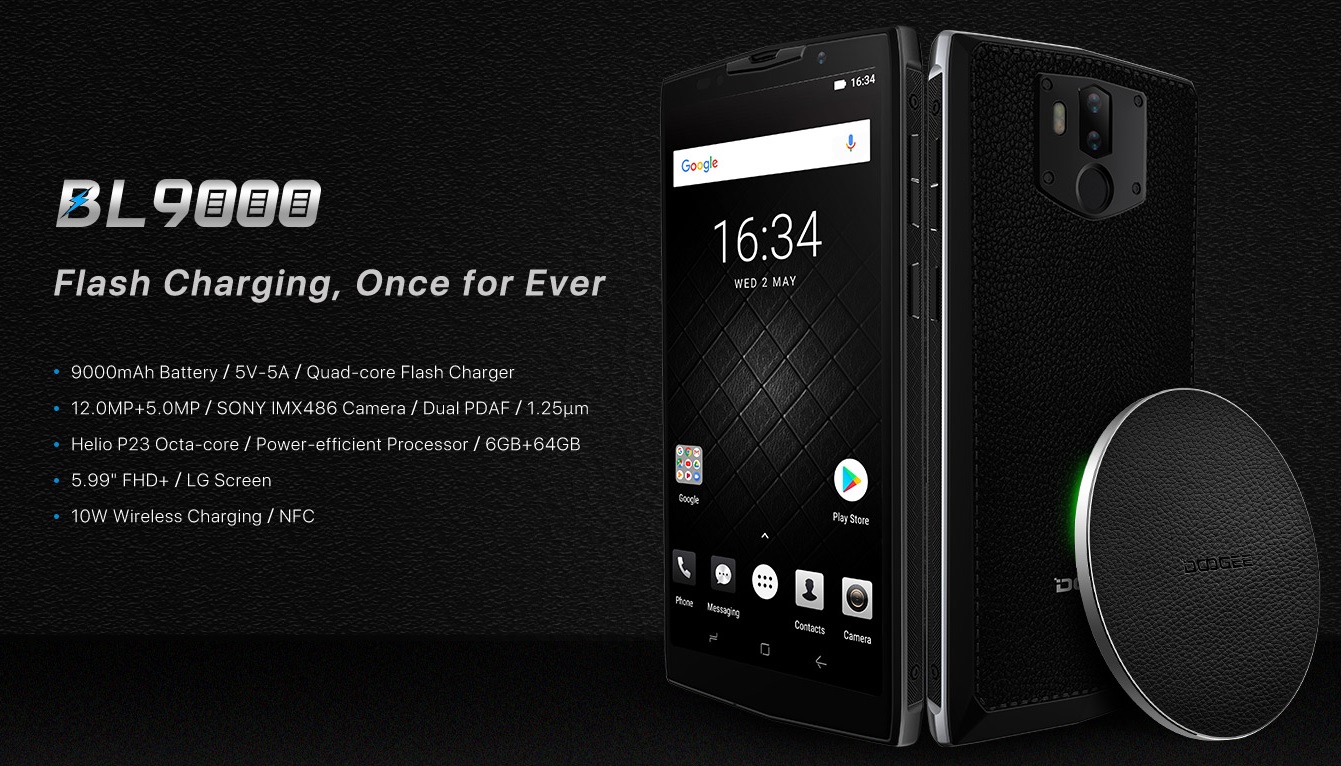 BL9000
Flash Charging, Once for Ever
9000mAh Battery / 5V-5A / Quad-core Flash Charger
12.0MP+5.0MP / SONY IMX486 Camera / Dual PDAF / 1.25μm
Helio P23 Octa-core / Power-efficient Processor / 6GB+64GB
5.99" FHD+ / LG Screen
10W Wireless Charging / NFC
16:34
Google
16:34
WED 2 MAY
Google
Play Store
Phone
Messaging
Contacts
Camera
DOOGEE